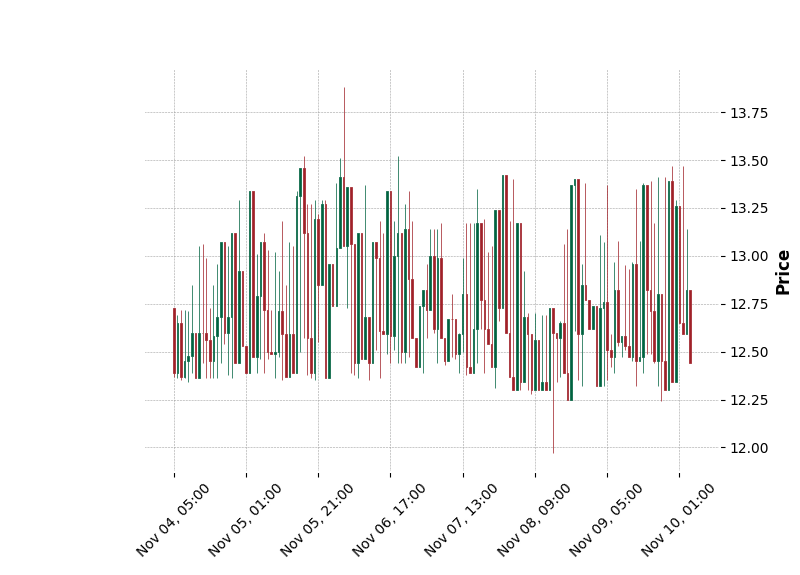 13.75
13.50
13.25
13.00
12.75
12.50
12.25
12.00
Price
Nov 04, 05:00
Nov 05, 01:00
Nov 05, 21:00
Nov 06, 17:00
Nov 07, 13:00
Nov 08, 09:00
Nov 09, 05:00
Nov 10, 01:00